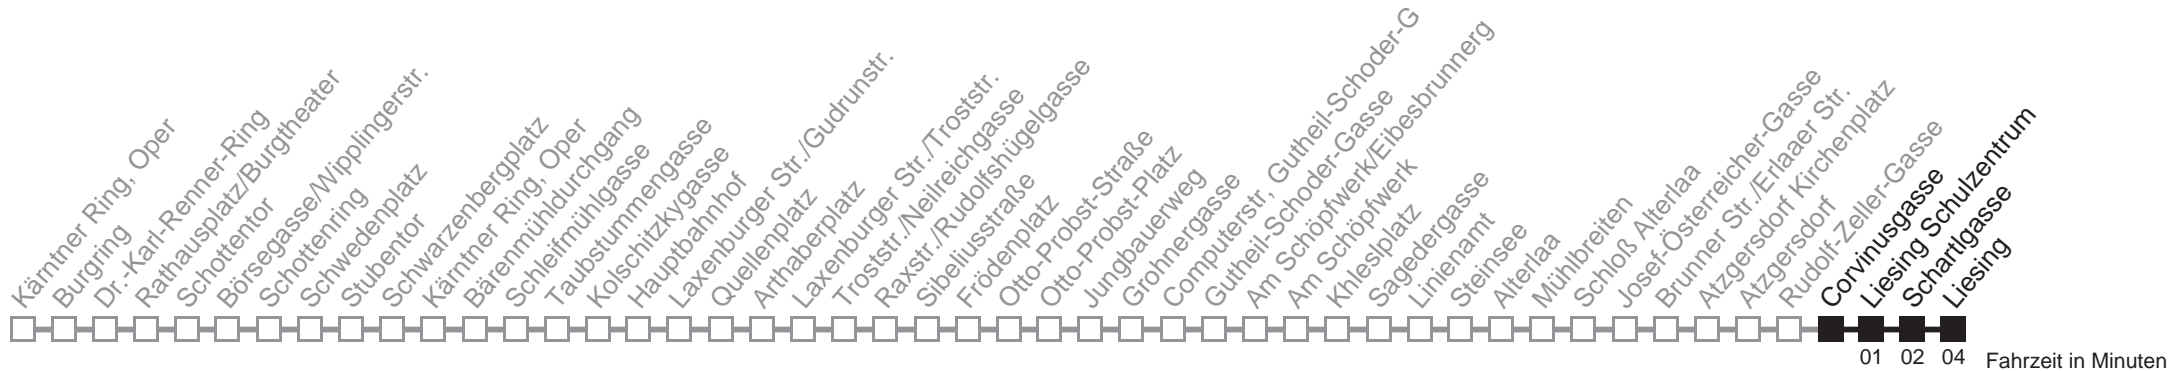 Kärntner Ring, Oper
Burgring
Dr.-Karl-Renner-Ring
Rathausplatz/Burgtheater
Schottentor
Börsegasse/Wipplingerstr.
Schottenring
Schwedenplatz
Stubentor
Schwarzenbergplatz
Kärntner Ring, Oper
Bärenmühldurchgang
Schleifmühlgasse
Taubstummengasse
Kolschitzkygasse
Hauptbahnhof
Laxenburger Str./Gudrunstr.
Quellenplatz
Arthaberplatz
Laxenburger Str./Troststr.
Troststr./Neilreichgasse
Raxstr./Rudolfshügelgasse
Sibeliusstraße
Frödenplatz
Otto-Probst-Straße
Otto-Probst-Platz
Jungbauerweg
Grohnergasse
Computerstr, Gutheil-Schoder-G
Gutheil-Schoder-Gasse
Am Schöpfwerk/Eibesbrunnerg
Am Schöpfwerk
Khleslplatz
Sagedergasse
Linienamt
Steinsee
Alterlaa
Mühlbreiten
Schloß Alterlaa
Josef-Österreicher-Gasse
Brunner Str./Erlaaer Str.
Atzgersdorf Kirchenplatz
Atzgersdorf
Rudolf-Zeller-Gasse
Corvinusgasse
Liesing Schulzentrum
Schartlgasse
Liesing
01 02 04 Fahrzeit in Minuten